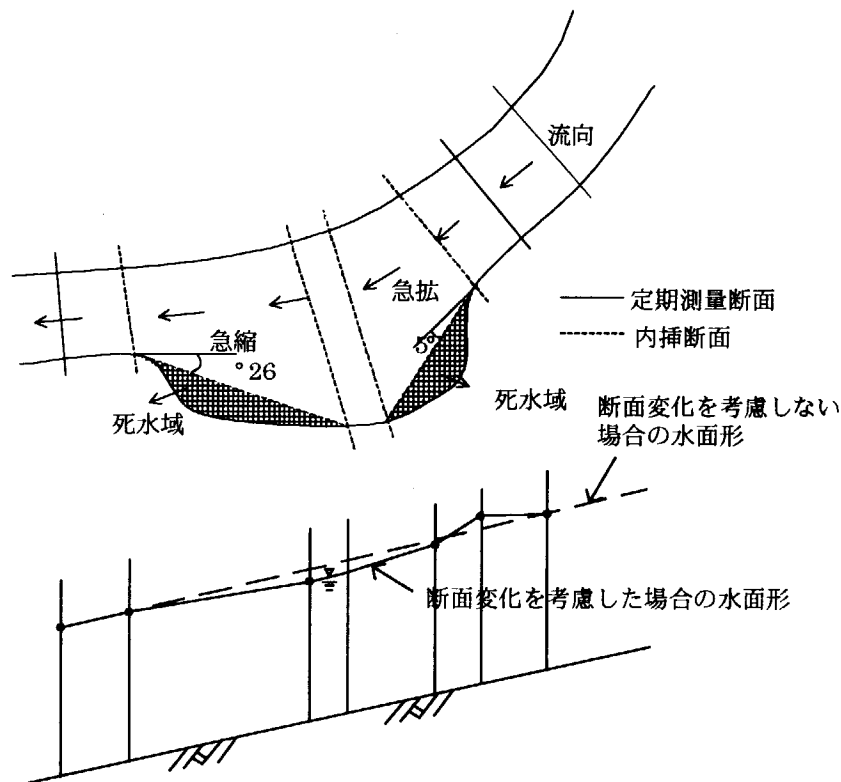 流向
急拡
5°
定期測量断面
内挿断面
急縮
°26
死水域
死水域
断面変化を考慮しない
場合の水面形
断面変化を考慮した場合の水面形